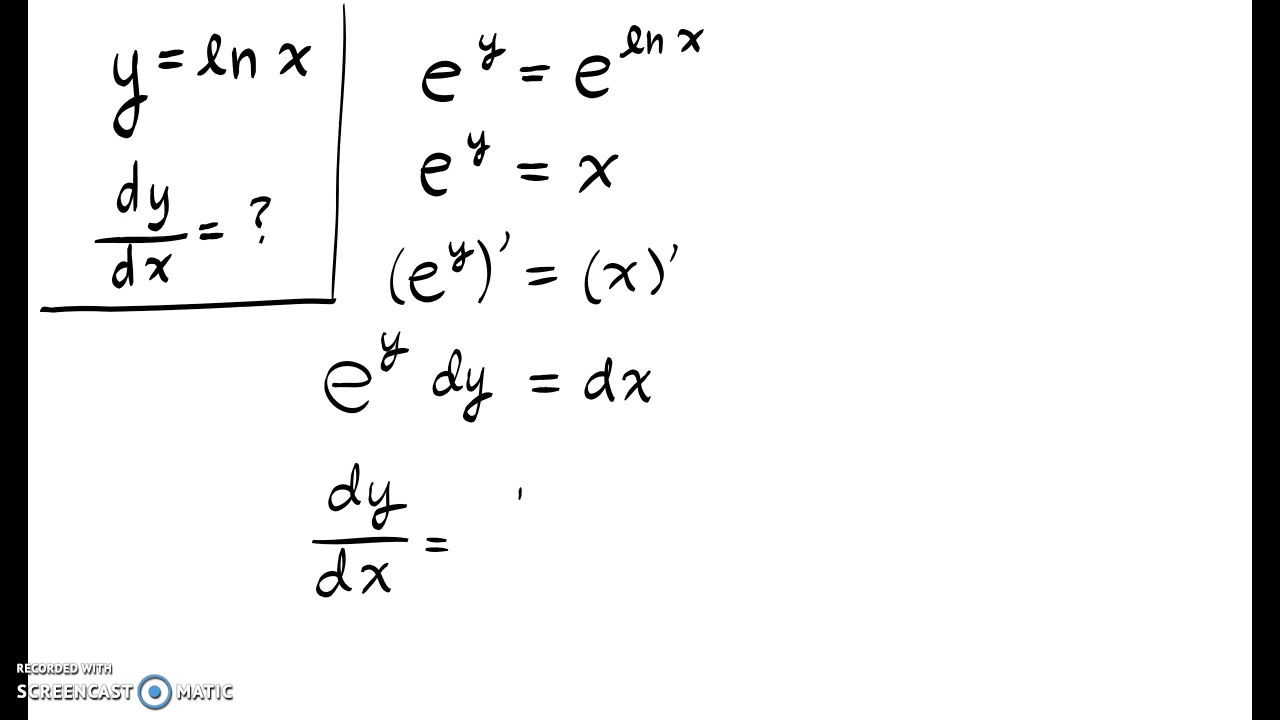 y = ln x
dy/dx = ?
e^y = e^(ln x)
e^y = x
(e^y)' = (x)'
e^y dy = dx
dy/dx =
RECORDED WITH
SCREENCAST MATIC